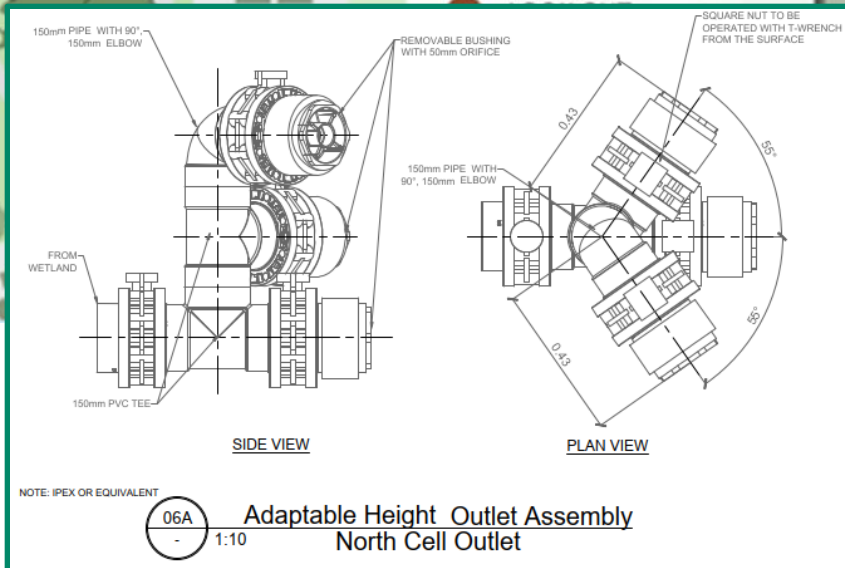 150mm PIPE WITH 90°,
150mm ELBOW
REMOVABLE BUSHING
WITH 50mm ORIFICE
SQUARE NUT TO BE
OPERATED WITH T-WRENCH
FROM THE SURFACE
0.43
55°
150mm PIPE WITH
90°, 150mm ELBOW
FROM
WETLAND
55°
0.43
150mm PVC TEE
SIDE VIEW
PLAN VIEW
NOTE: IPEX OR EQUIVALENT
06A
-
1:10
Adaptable Height Outlet Assembly
North Cell Outlet